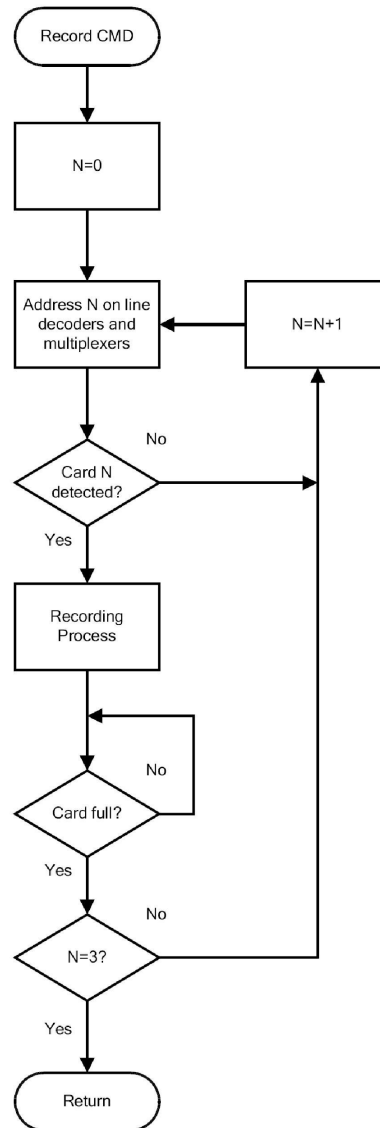 Record CMD
N=0
Address N on line
decoders and
multiplexers
N=N+1
No
Card N
detected?
Yes
Recording
Process
No
Card full?
Yes
No
N=3?
Yes
Return